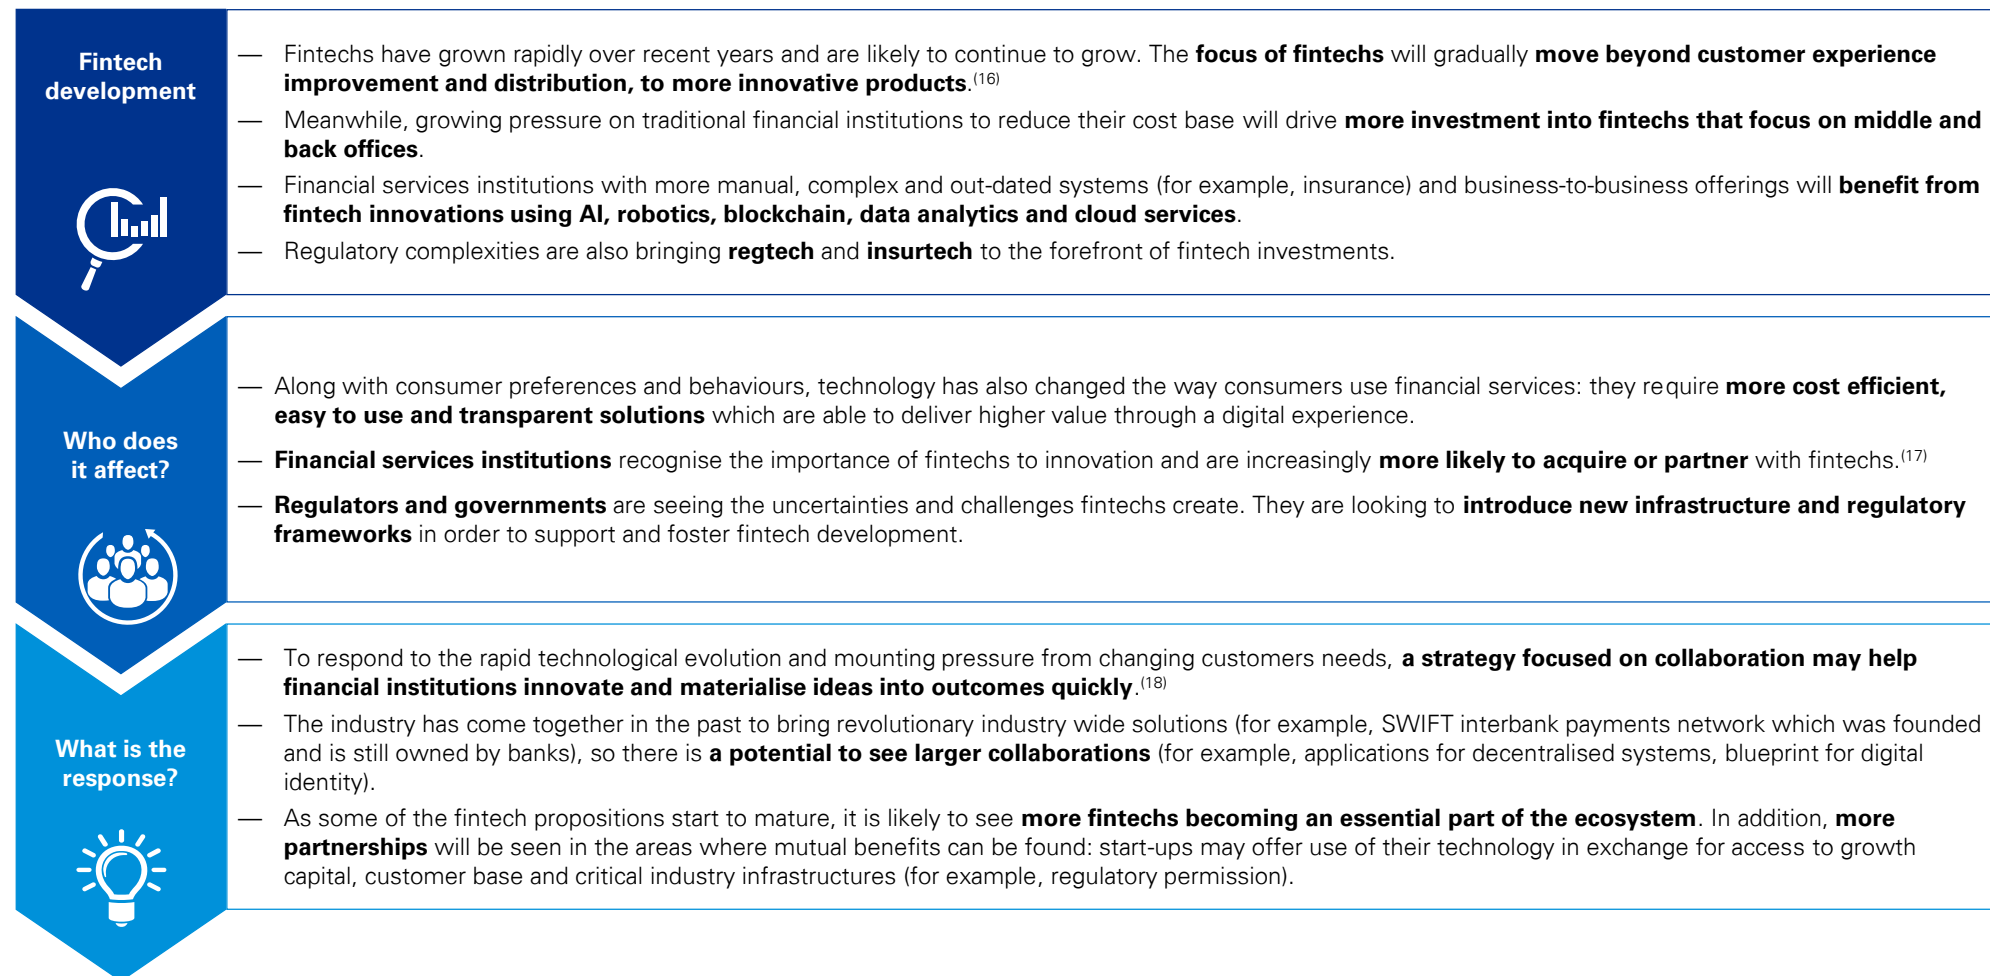 Fintech
development
— Fintechs have grown rapidly over recent years and are likely to continue to grow. The focus of fintechs will gradually move beyond customer experience
improvement and distribution, to more innovative products.(16)
— Meanwhile, growing pressure on traditional financial institutions to reduce their cost base will drive more investment into fintechs that focus on middle and
back offices.
— Financial services institutions with more manual, complex and out-dated systems (for example, insurance) and business-to-business offerings will benefit from
fintech innovations using AI, robotics, blockchain, data analytics and cloud services.
— Regulatory complexities are also bringing regtech and insurtech to the forefront of fintech investments.
Who does
it affect?
— Along with consumer preferences and behaviours, technology has also changed the way consumers use financial services: they require more cost efficient,
easy to use and transparent solutions which are able to deliver higher value through a digital experience.
— Financial services institutions recognise the importance of fintechs to innovation and are increasingly more likely to acquire or partner with fintechs.(17)
— Regulators and governments are seeing the uncertainties and challenges fintechs create. They are looking to introduce new infrastructure and regulatory
frameworks in order to support and foster fintech development.
What is the
response?
— To respond to the rapid technological evolution and mounting pressure from changing customers needs, a strategy focused on collaboration may help
financial institutions innovate and materialise ideas into outcomes quickly.(18)
— The industry has come together in the past to bring revolutionary industry wide solutions (for example, SWIFT interbank payments network which was founded
and is still owned by banks), so there is a potential to see larger collaborations (for example, applications for decentralised systems, blueprint for digital
identity).
— As some of the fintech propositions start to mature, it is likely to see more fintechs becoming an essential part of the ecosystem. In addition, more
partnerships will be seen in the areas where mutual benefits can be found: start-ups may offer use of their technology in exchange for access to growth
capital, customer base and critical industry infrastructures (for example, regulatory permission).